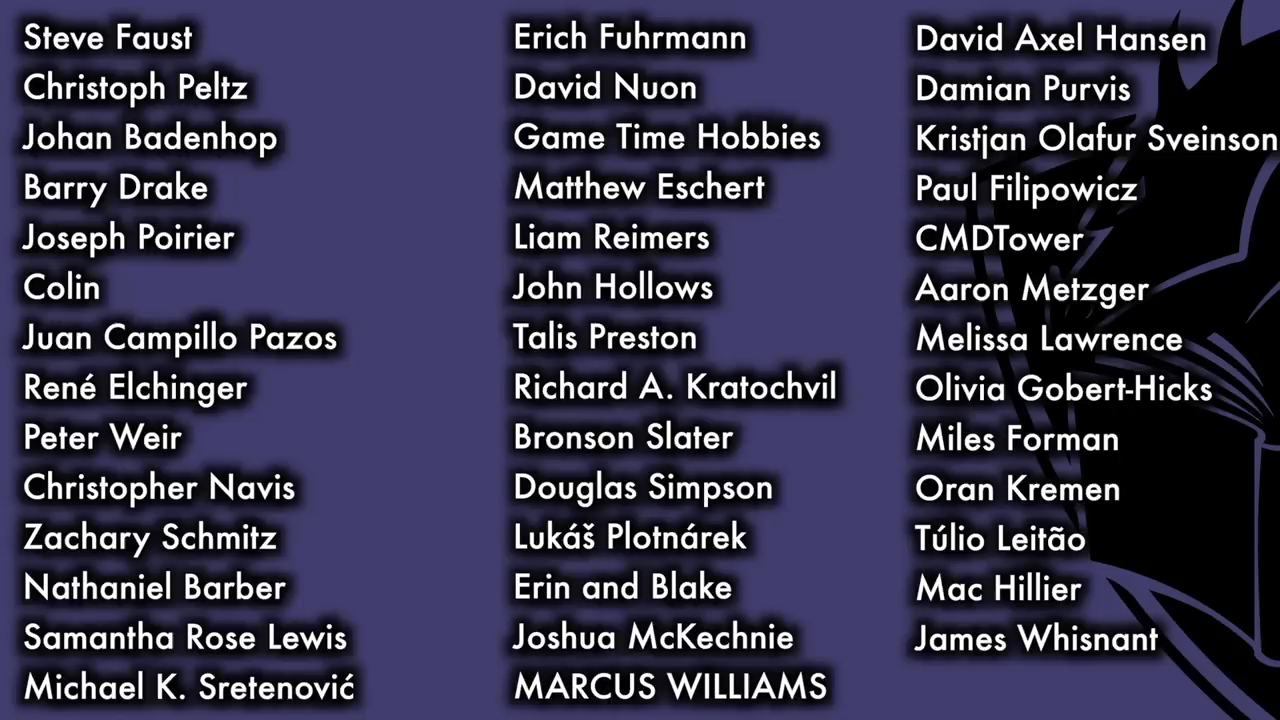 Steve Faust
Christoph Peltz
Johan Badenhop
Barry Drake
Joseph Poirier
Colin
Juan Campillo Pazos
René Elchinger
Peter Weir
Christopher Navis
Zachary Schmitz
Nathaniel Barber
Samantha Rose Lewis
Michael K. Sretenović
Erich Fuhrmann
David Nuon
Game Time Hobbies
Matthew Eschert
Liam Reimers
John Hollows
Talis Preston
Richard A. Kratochvil
Bronson Slater
Douglas Simpson
Lukáš Plotnárek
Erin and Blake
Joshua McKechnie
MARCUS WILLIAMS
David Axel Hansen
Damian Purvis
Kristjan Olafur Sveinson
Paul Filipowicz
CMDTower
Aaron Metzger
Melissa Lawrence
Olivia Gobert-Hicks
Miles Forman
Oran Kremen
Túlio Leitão
Mac Hillier
James Whisnant